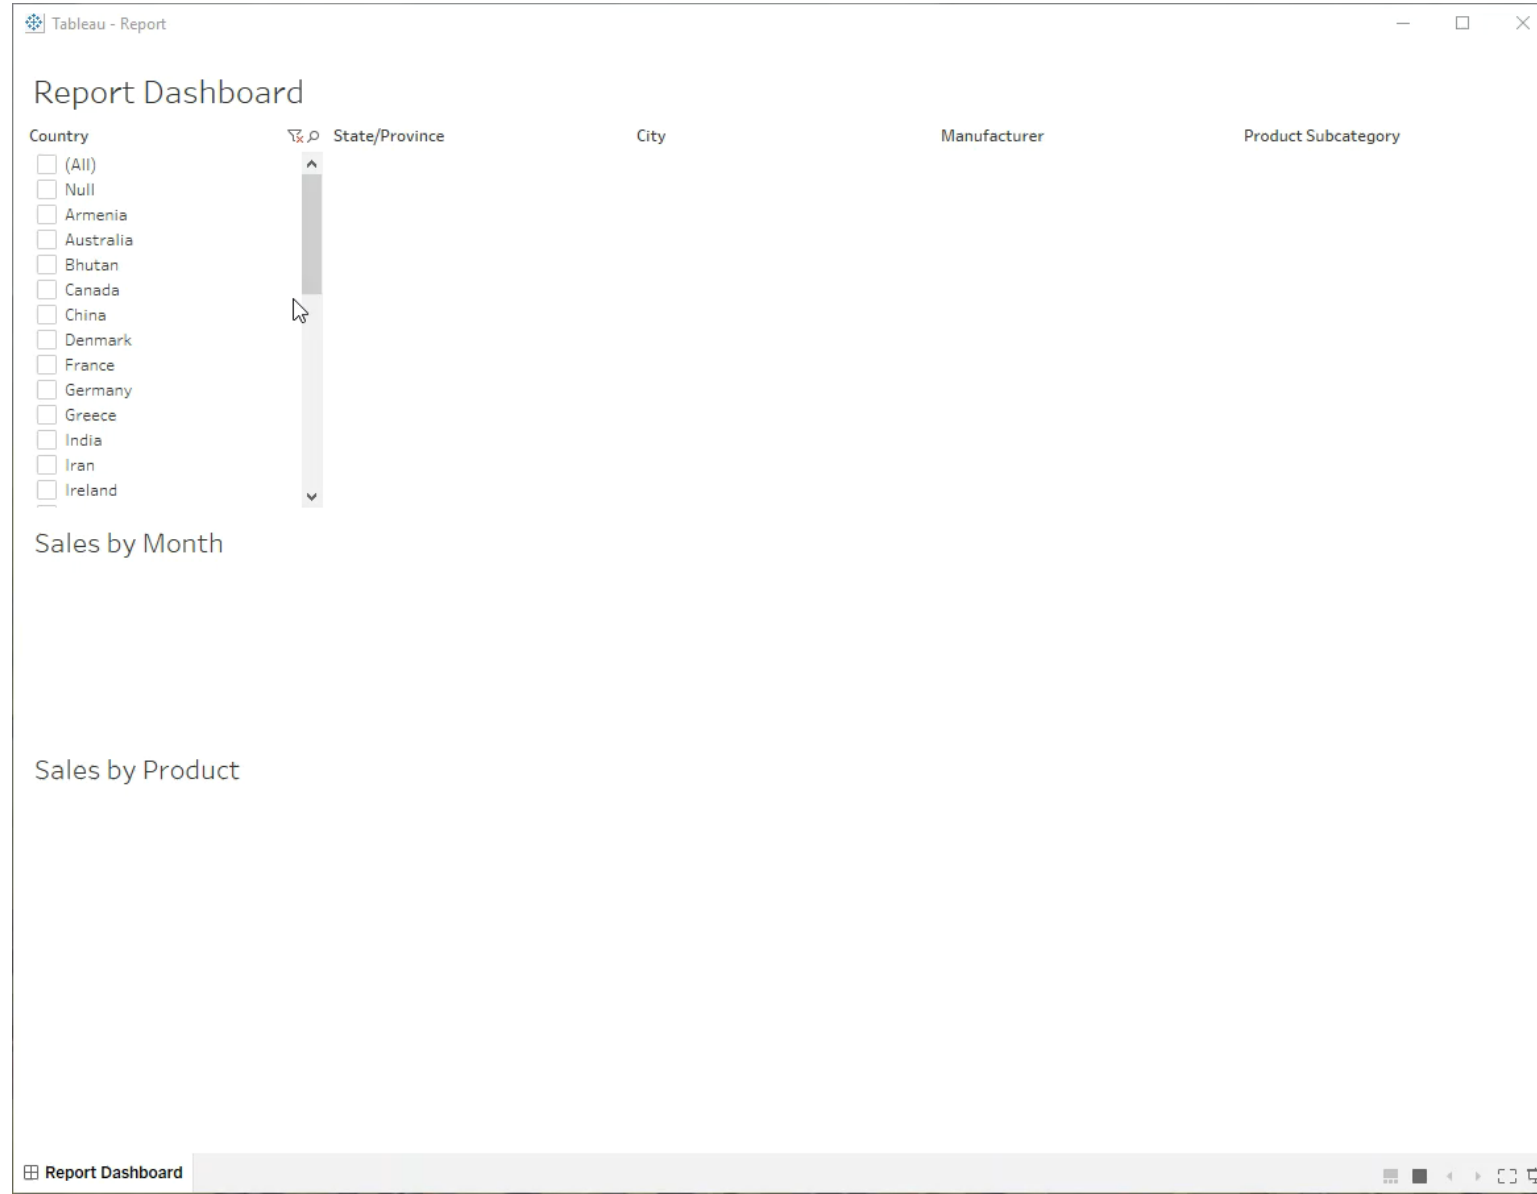 Tableau - Report
Report Dashboard
Country State/Province City Manufacturer Product Subcategory
(All)
Null
Armenia
Australia
Bhutan
Canada
China
Denmark
France
Germany
Greece
India
Iran
Ireland
Sales by Month
Sales by Product
Report Dashboard